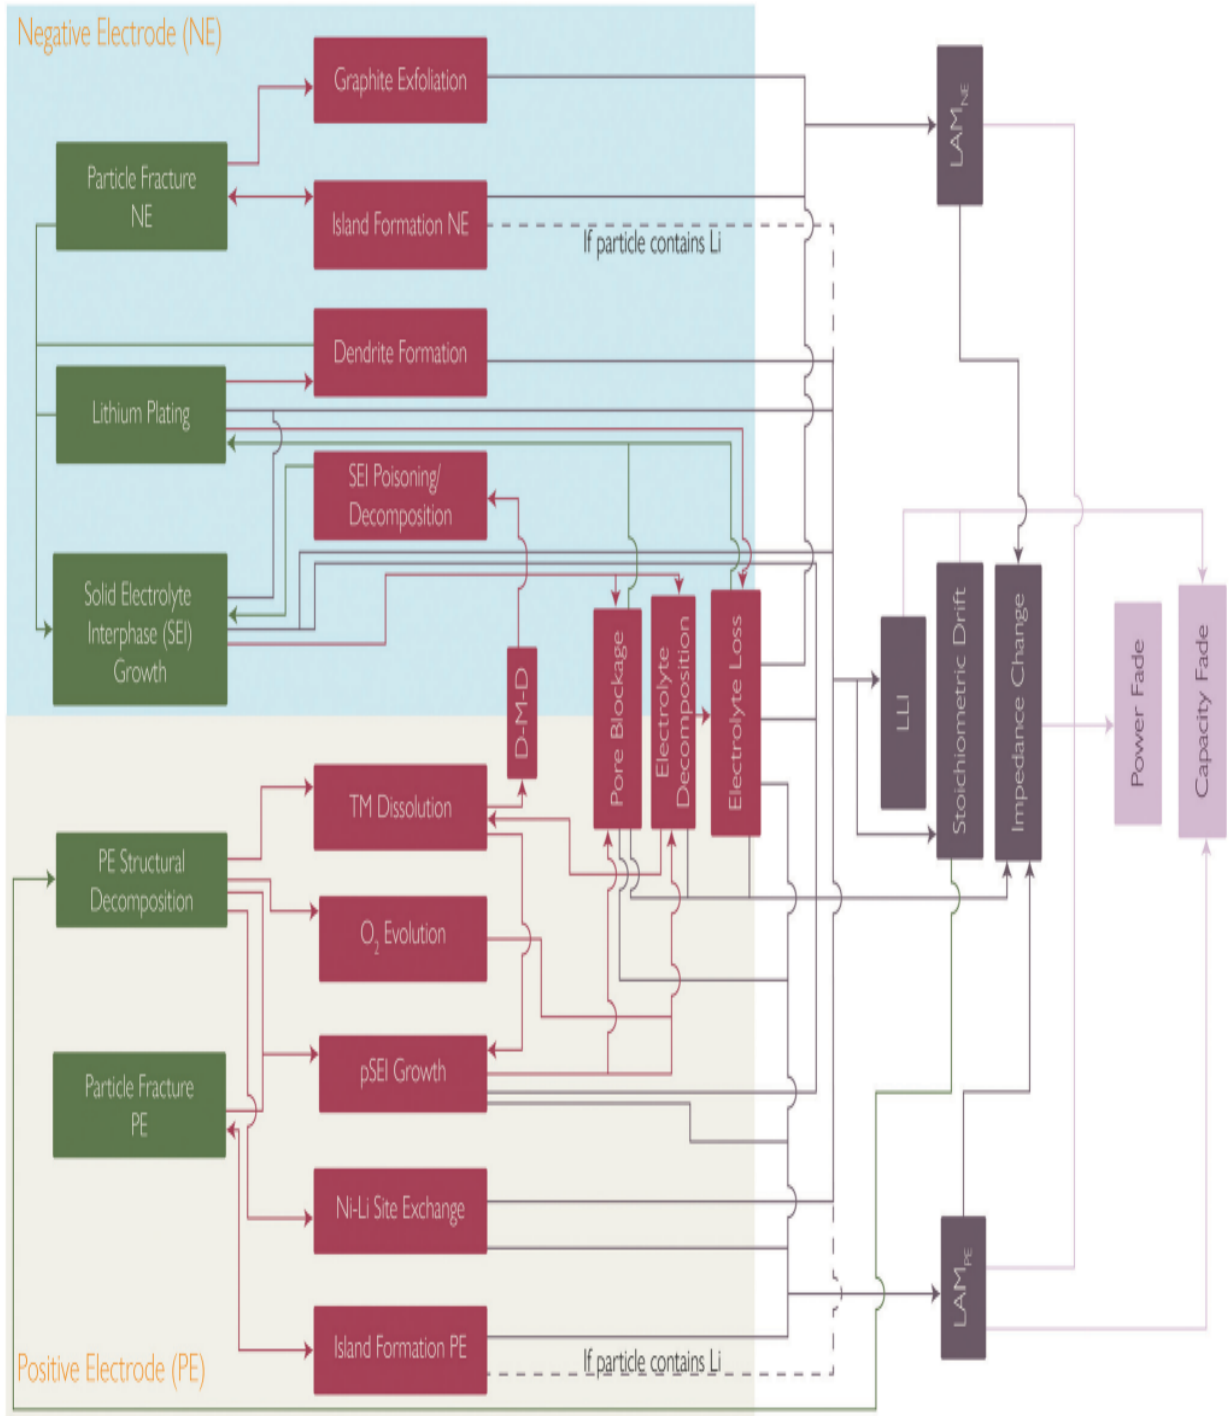 Negative Electrode (NE)
Graphite Exfoliation
Particle Fracture
NE
Island Formation NE
If particle contains Li
Dendrite Formation
Lithium Plating
SEI Poisoning/
Decomposition
Solid Electrolyte
Interphase (SEI)
Growth
D-M-D
Pore Blockage
Electrolyte
Decomposition
Electrolyte Loss
LAM_NE
LLI
Stoichiometric Drift
Impedance Change
Power Fade
Capacity Fade
TM Dissolution
PE Structural
Decomposition
O₂ Evolution
pSEI Growth
Particle Fracture
PE
Ni-Li Site Exchange
LAM_PE
Island Formation PE
If particle contains Li
Positive Electrode (PE)